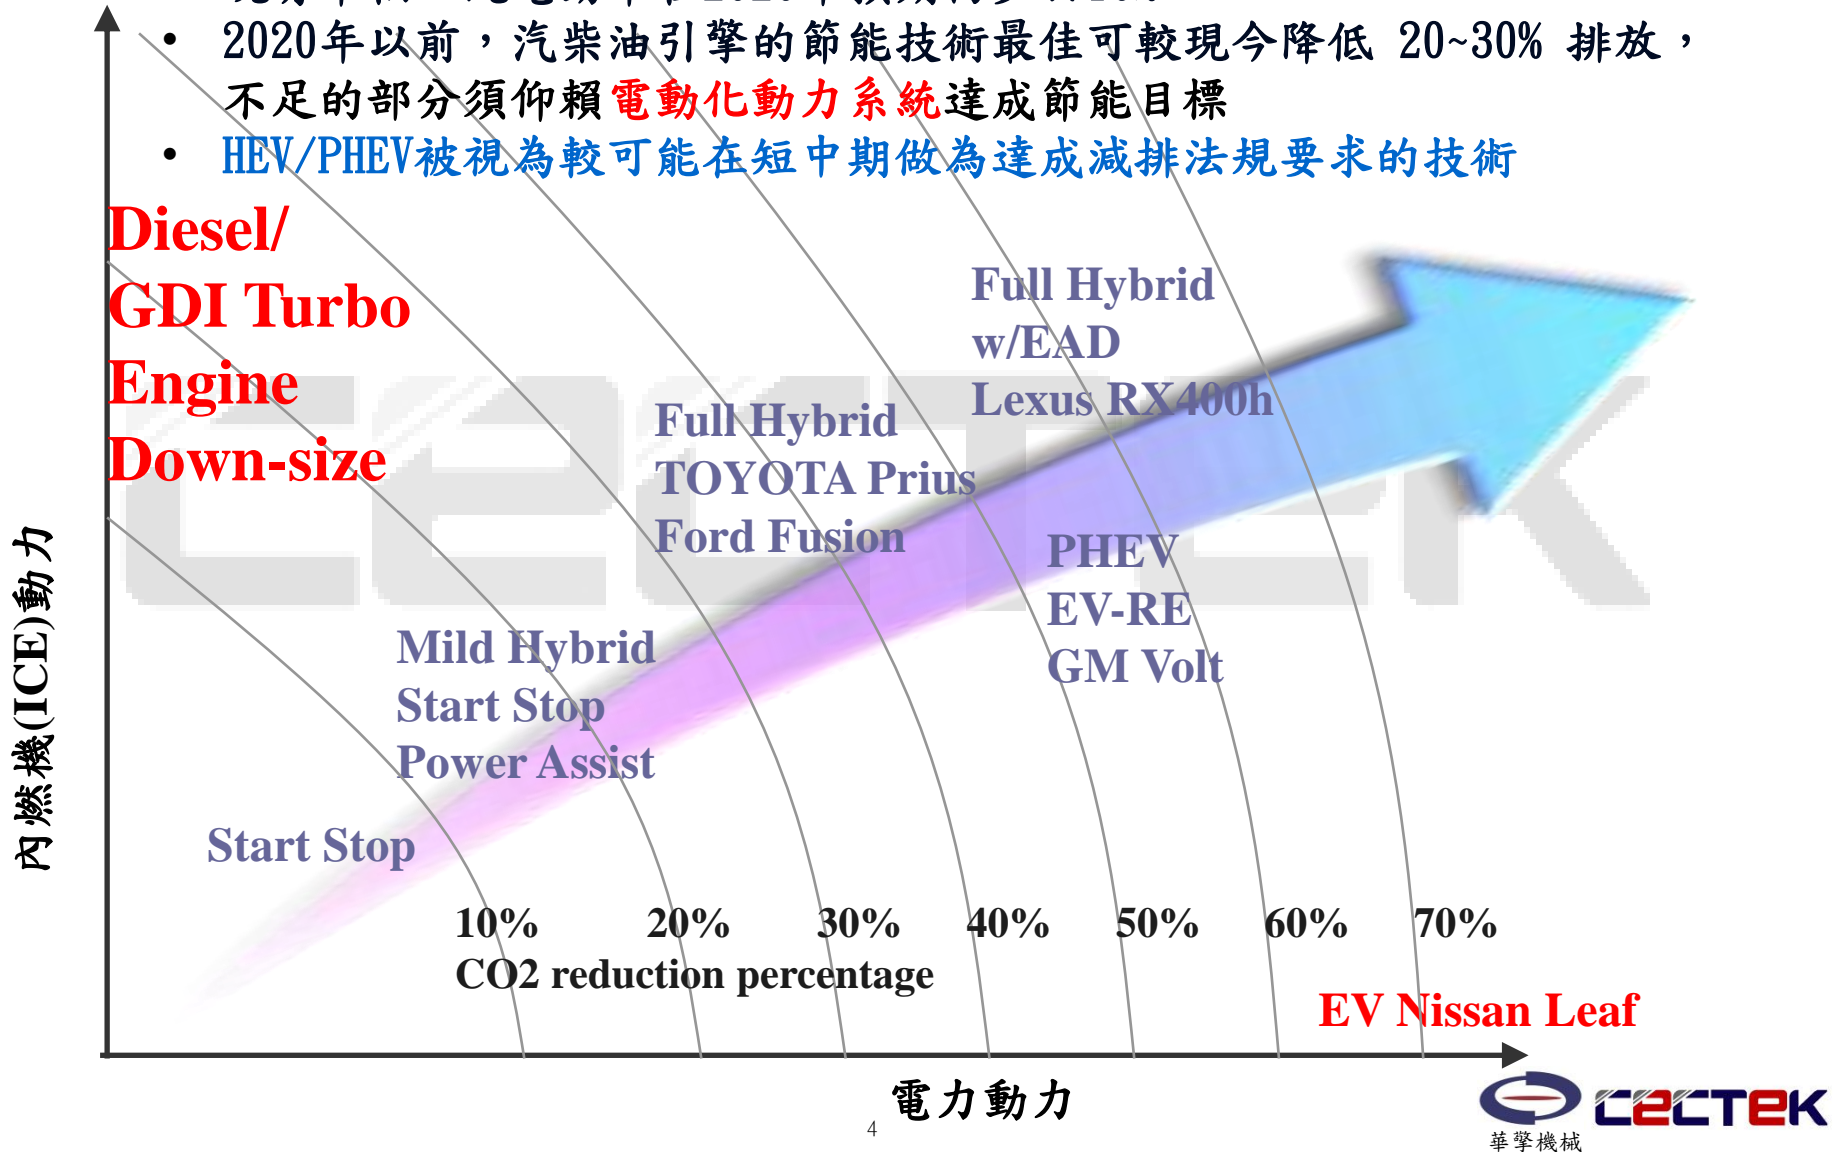 • 2020年以前，汽柴油引擎的節能技術最佳可較現今降低 20~30% 排放，
不足的部分須仰賴電動化動力系統達成節能目標
• HEV/PHEV被視為較可能在短中期做為達成減排法規要求的技術
Diesel/
GDI Turbo
Engine
Down-size
Full Hybrid
w/EAD
Lexus RX400h
Full Hybrid
TOYOTA Prius
Ford Fusion
PHEV
EV-RE
GM Volt
Mild Hybrid
Start Stop
Power Assist
Start Stop
內燃機(ICE)動力
10% 20% 30% 40% 50% 60% 70%
CO2 reduction percentage
EV Nissan Leaf
電力動力
4
CECTEK
華擎機械
CECTEK